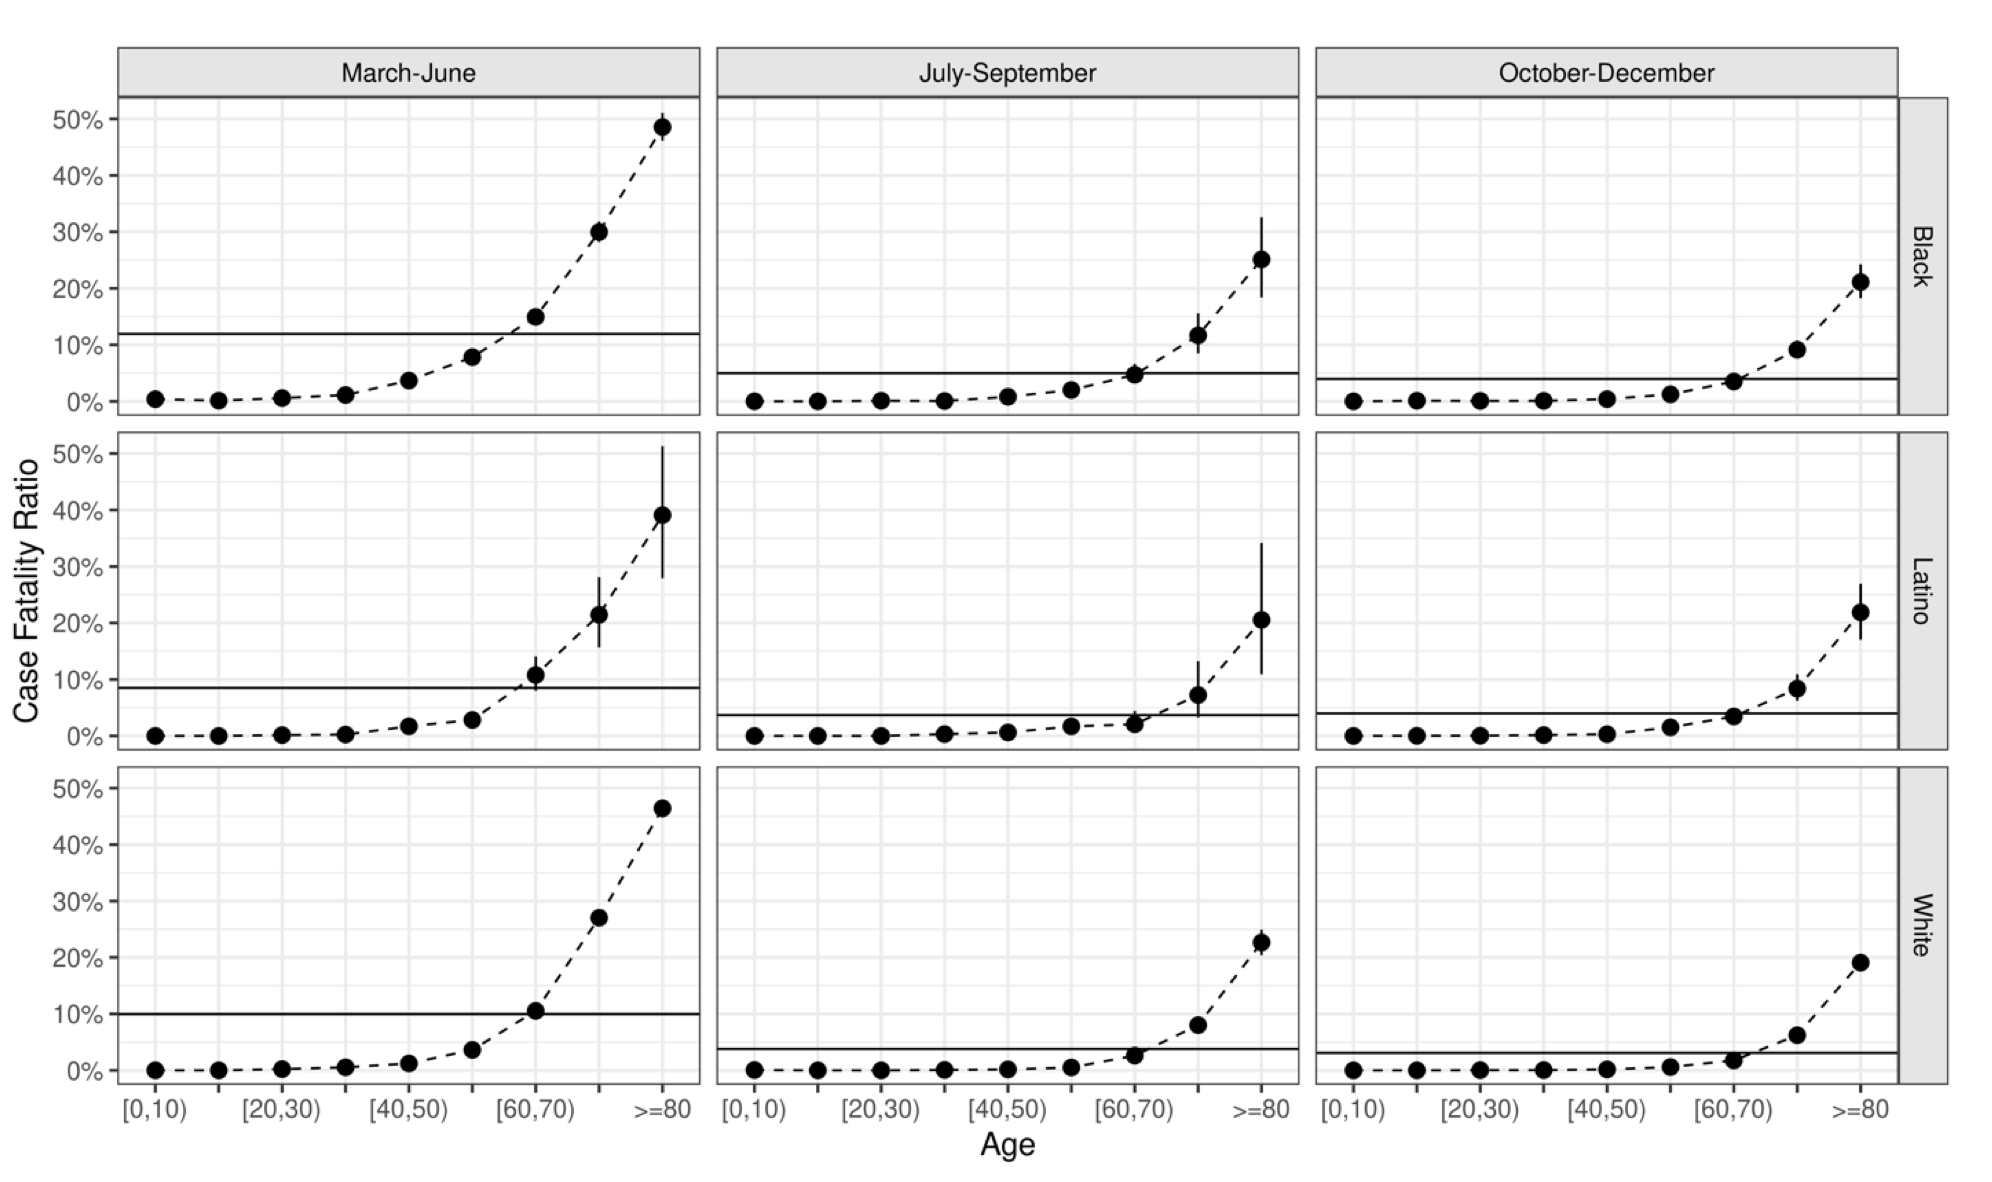 March-June July-September October-December
50%
40%
30%
20%
10%
0%
Black
50%
40%
30%
20%
10%
0%
Latino
50%
40%
30%
20%
10%
0%
White
Case Fatality Ratio
[0,10) [20,30) [40,50) [60,70) >=80 [0,10) [20,30) [40,50) [60,70) >=80 [0,10) [20,30) [40,50) [60,70) >=80
Age